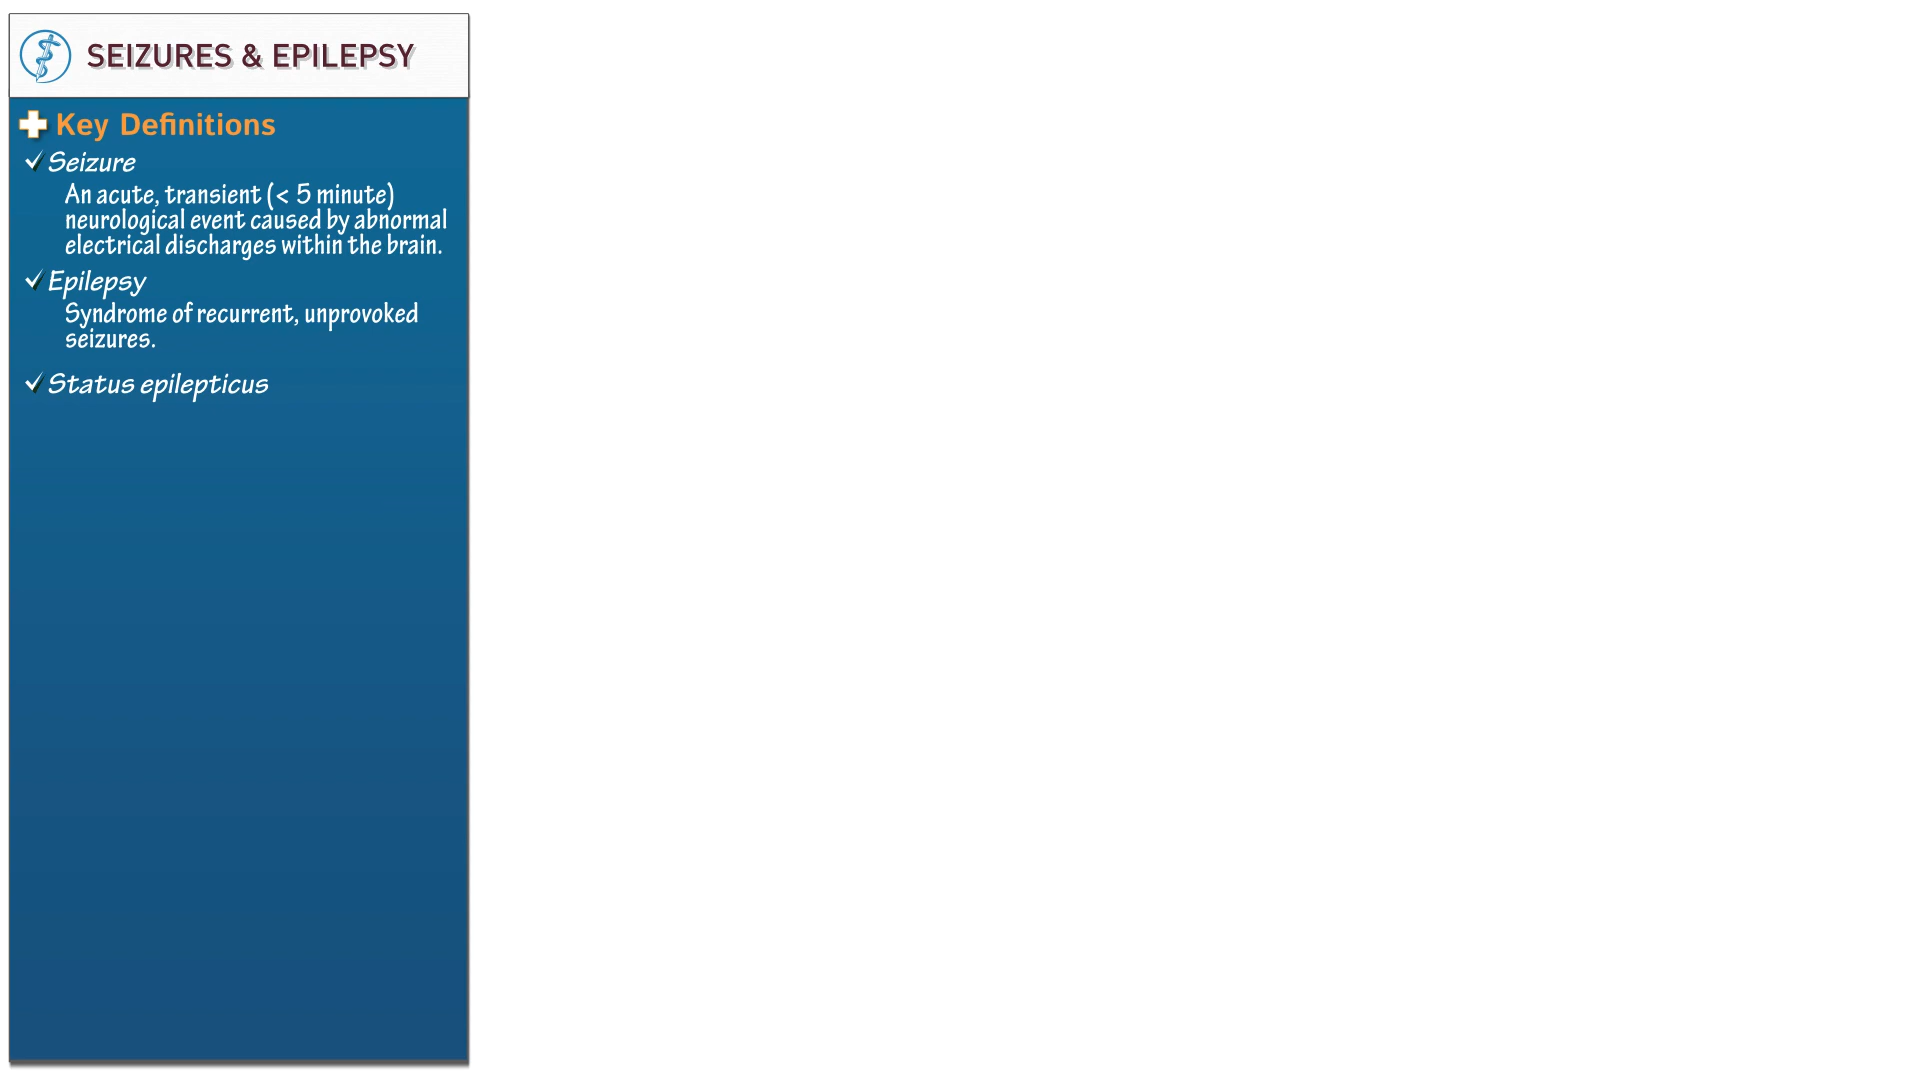 SEIZURES & EPILEPSY
Key Definitions
Seizure
An acute, transient (< 5 minute)
neurological event caused by abnormal
electrical discharges within the brain.
Epilepsy
Syndrome of recurrent, unprovoked
seizures.
Status epilepticus